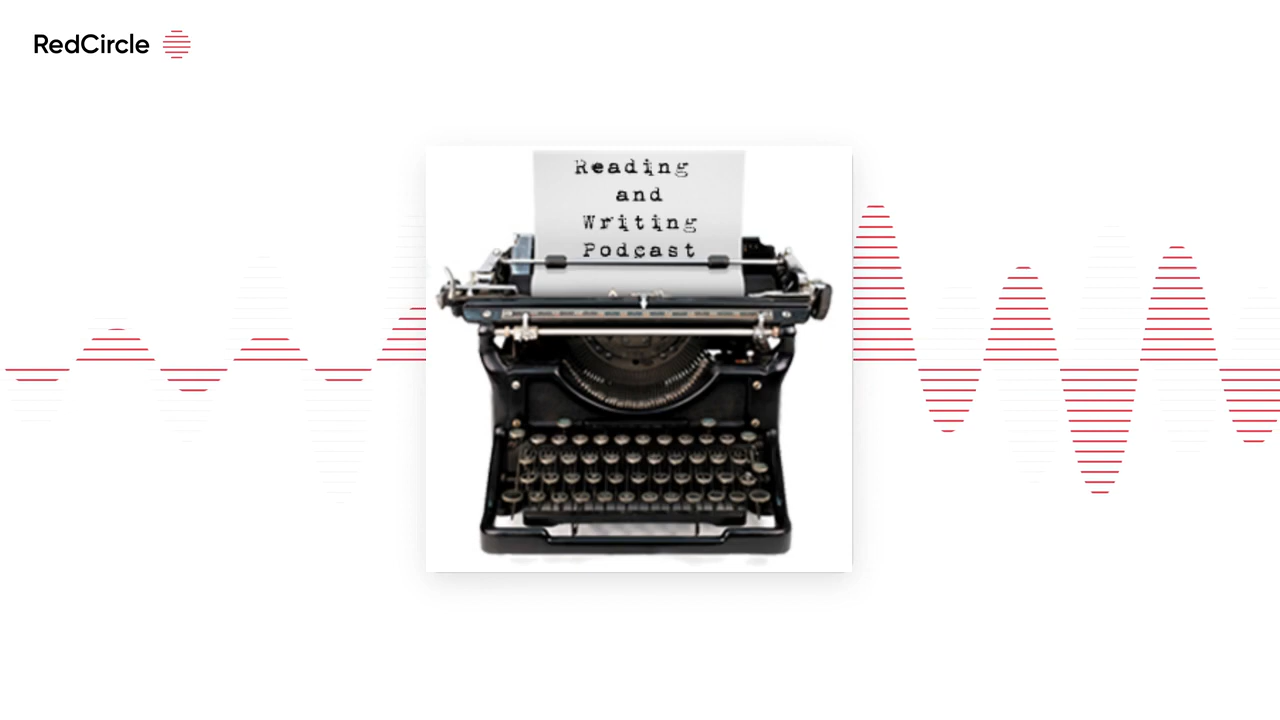 RedCircle
Reading
and
Writing
Podcast